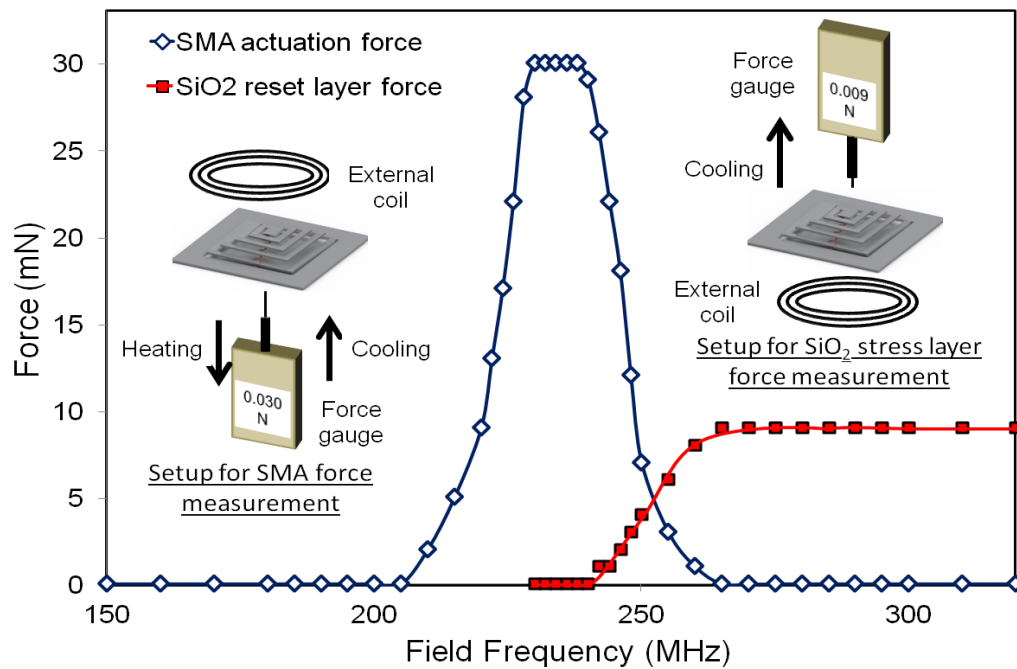 SMA actuation force
SiO2 reset layer force
External
coil
Heating
Cooling
0.030
N
Force
gauge
Setup for SMA force
measurement
Force
gauge
0.009
N
Cooling
External
coil
Setup for SiO₂ stress layer
force measurement
Force (mN)
30
25
20
15
10
5
0
150
200
250
300
Field Frequency (MHz)